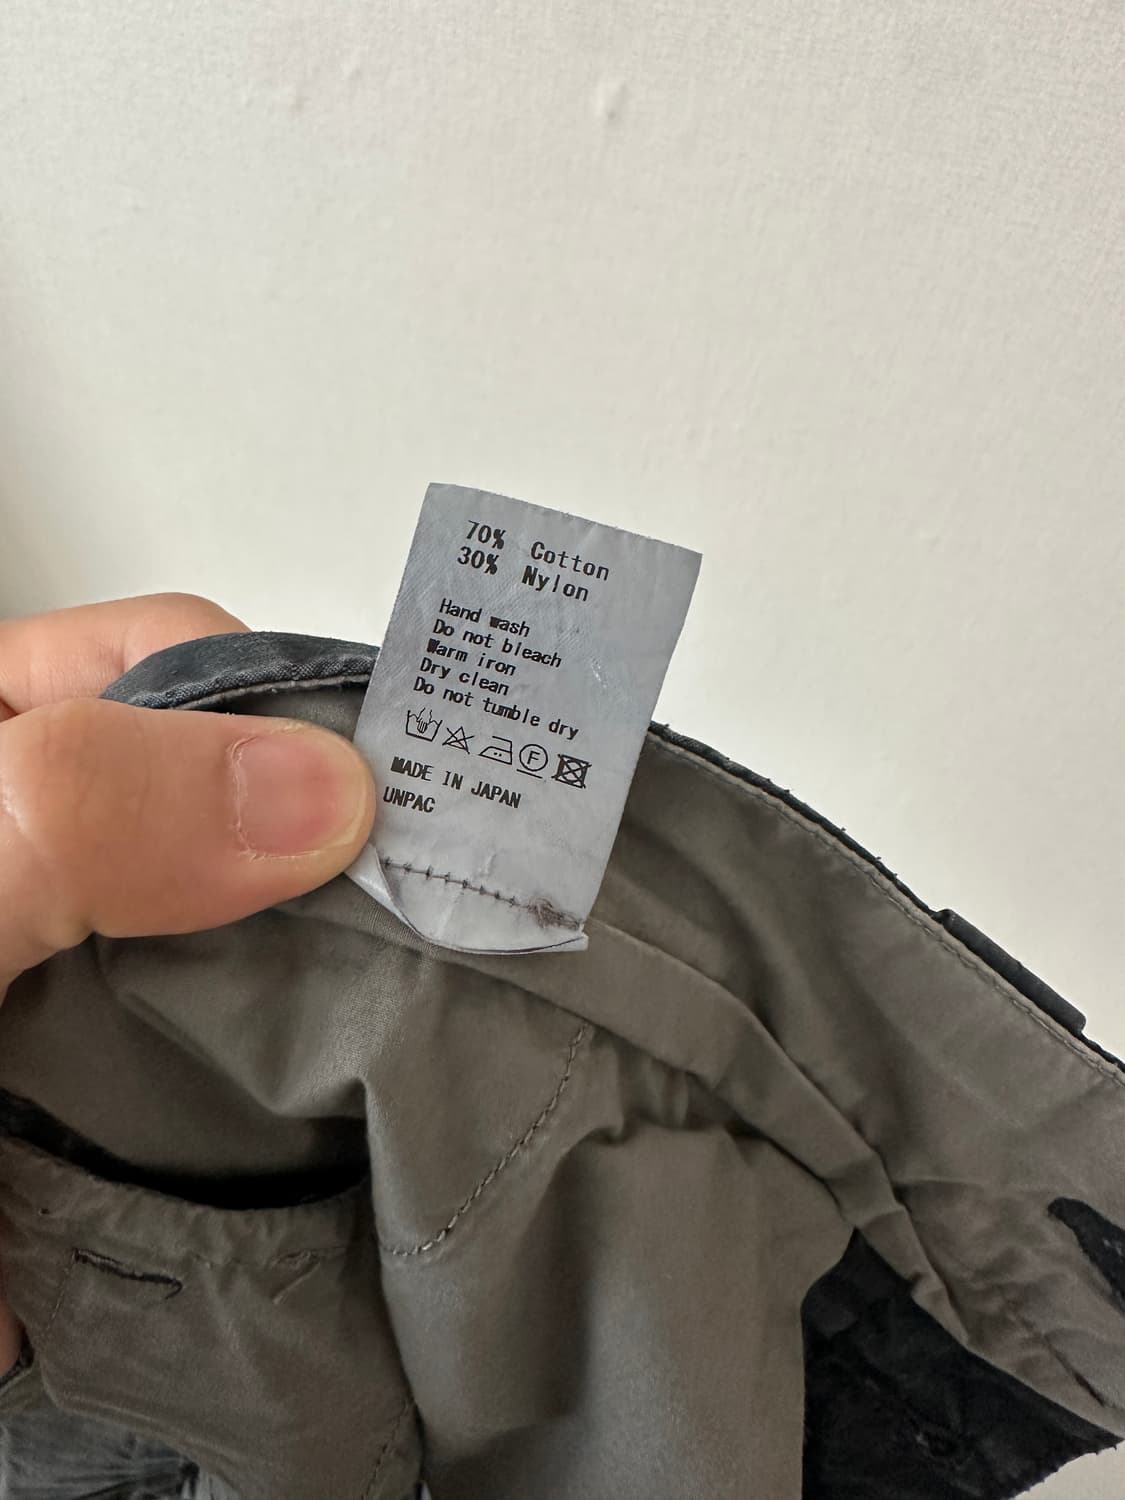 70% Cotton
30% Nylon
Hand wash
Do not bleach
Warm iron
Dry clean
Do not tumble dry
F
MADE IN JAPAN
UNPAC